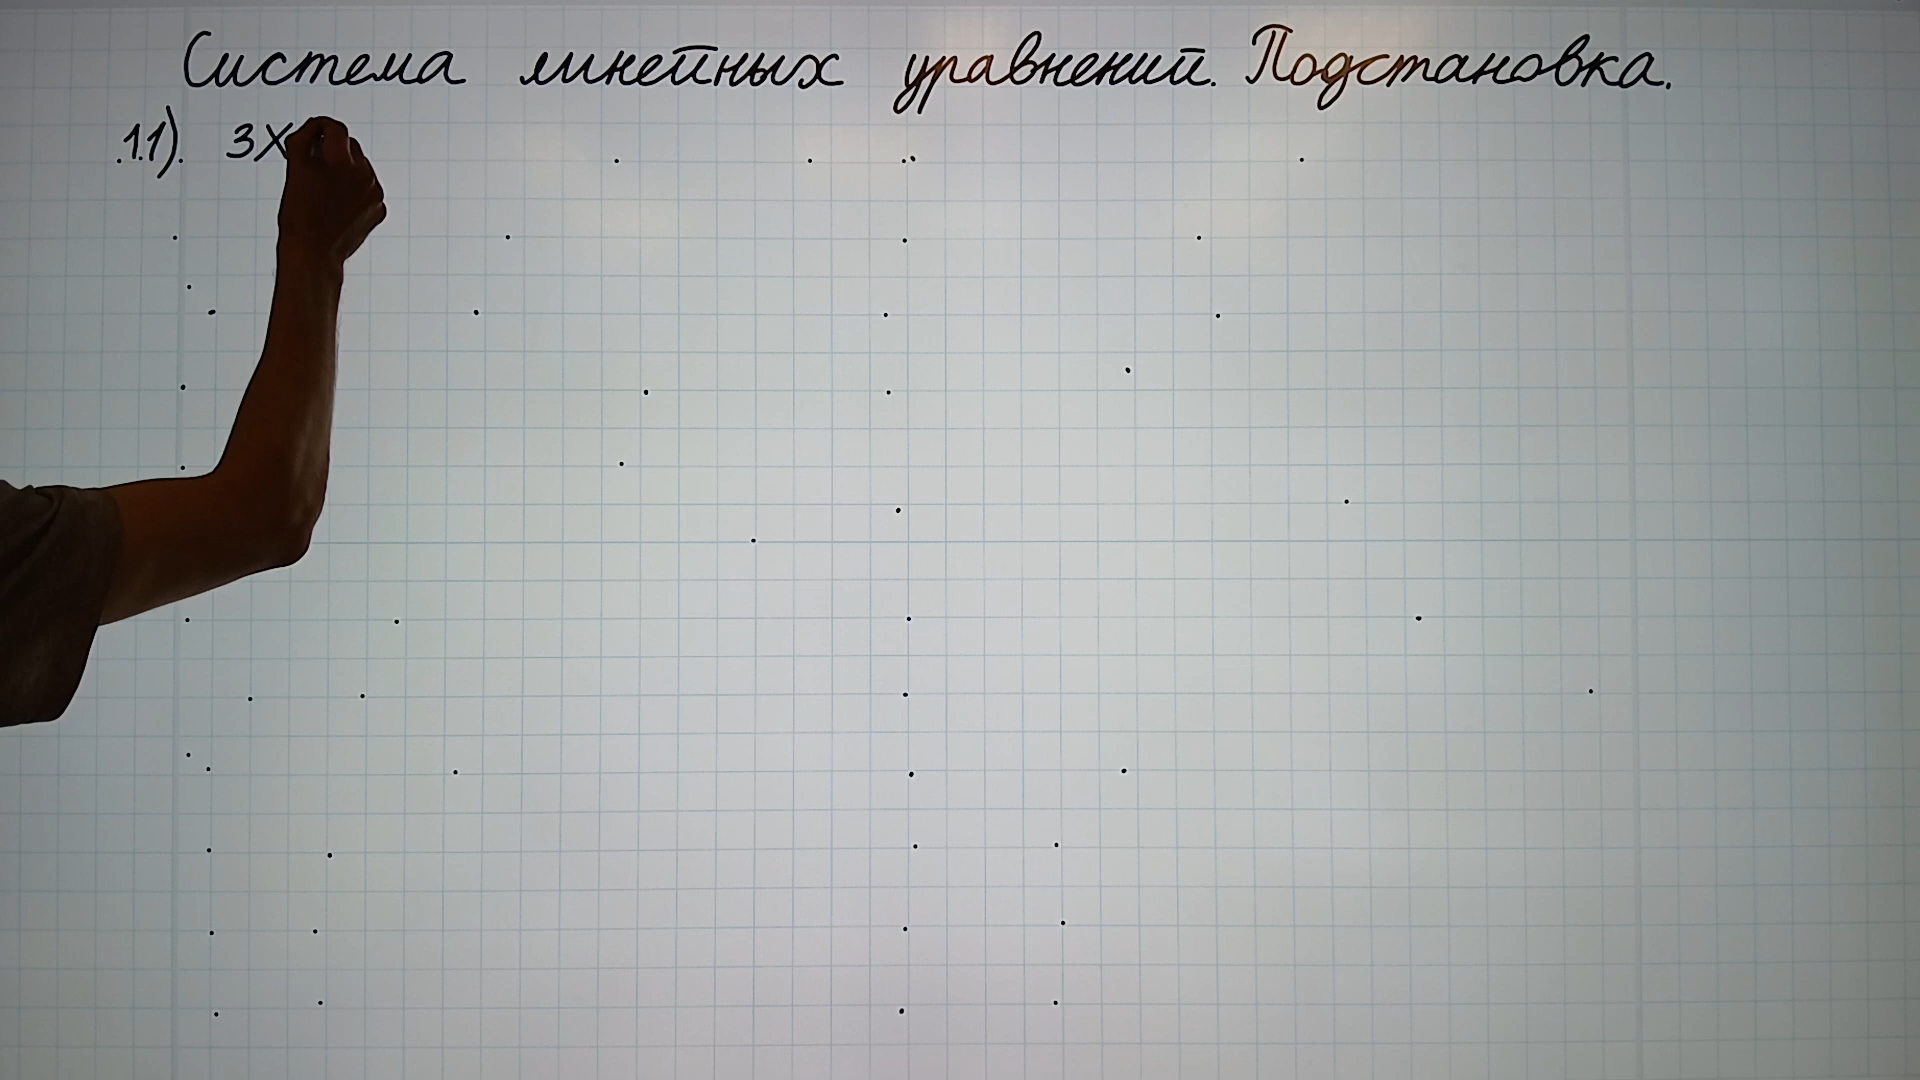 Система линейных уравнений. Подстановка.
1.1). 3x